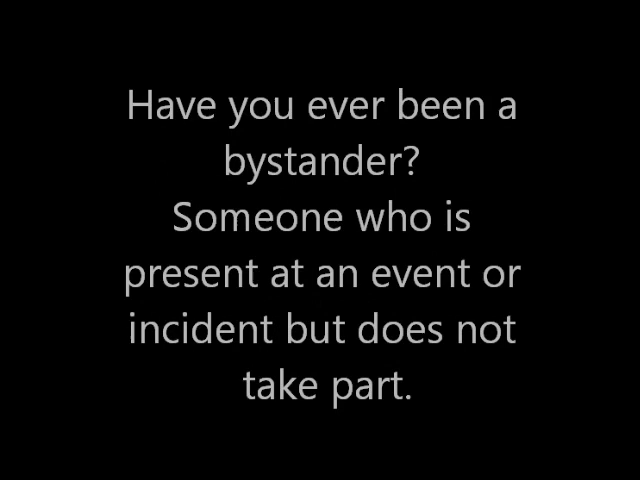 Have you ever been a
bystander?
Someone who is
present at an event or
incident but does not
take part.